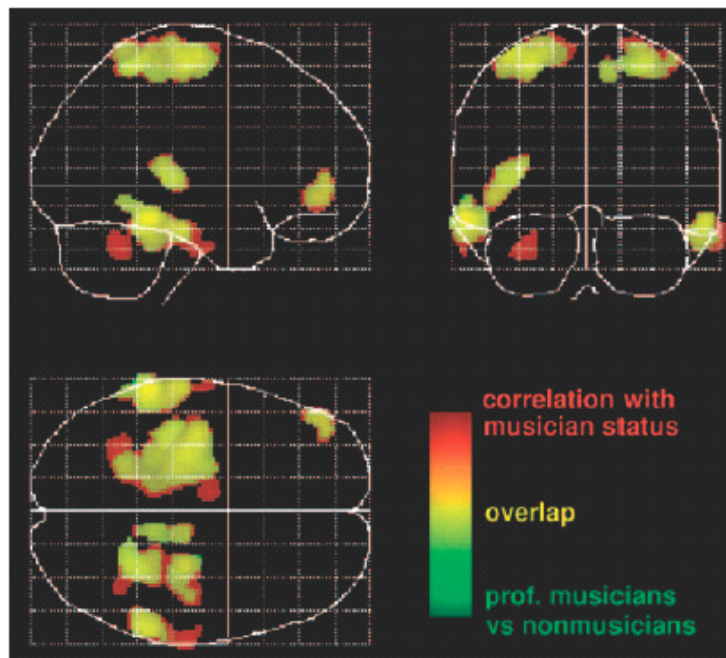 correlation with
musician status
overlap
prof. musicians
vs nonmusicians